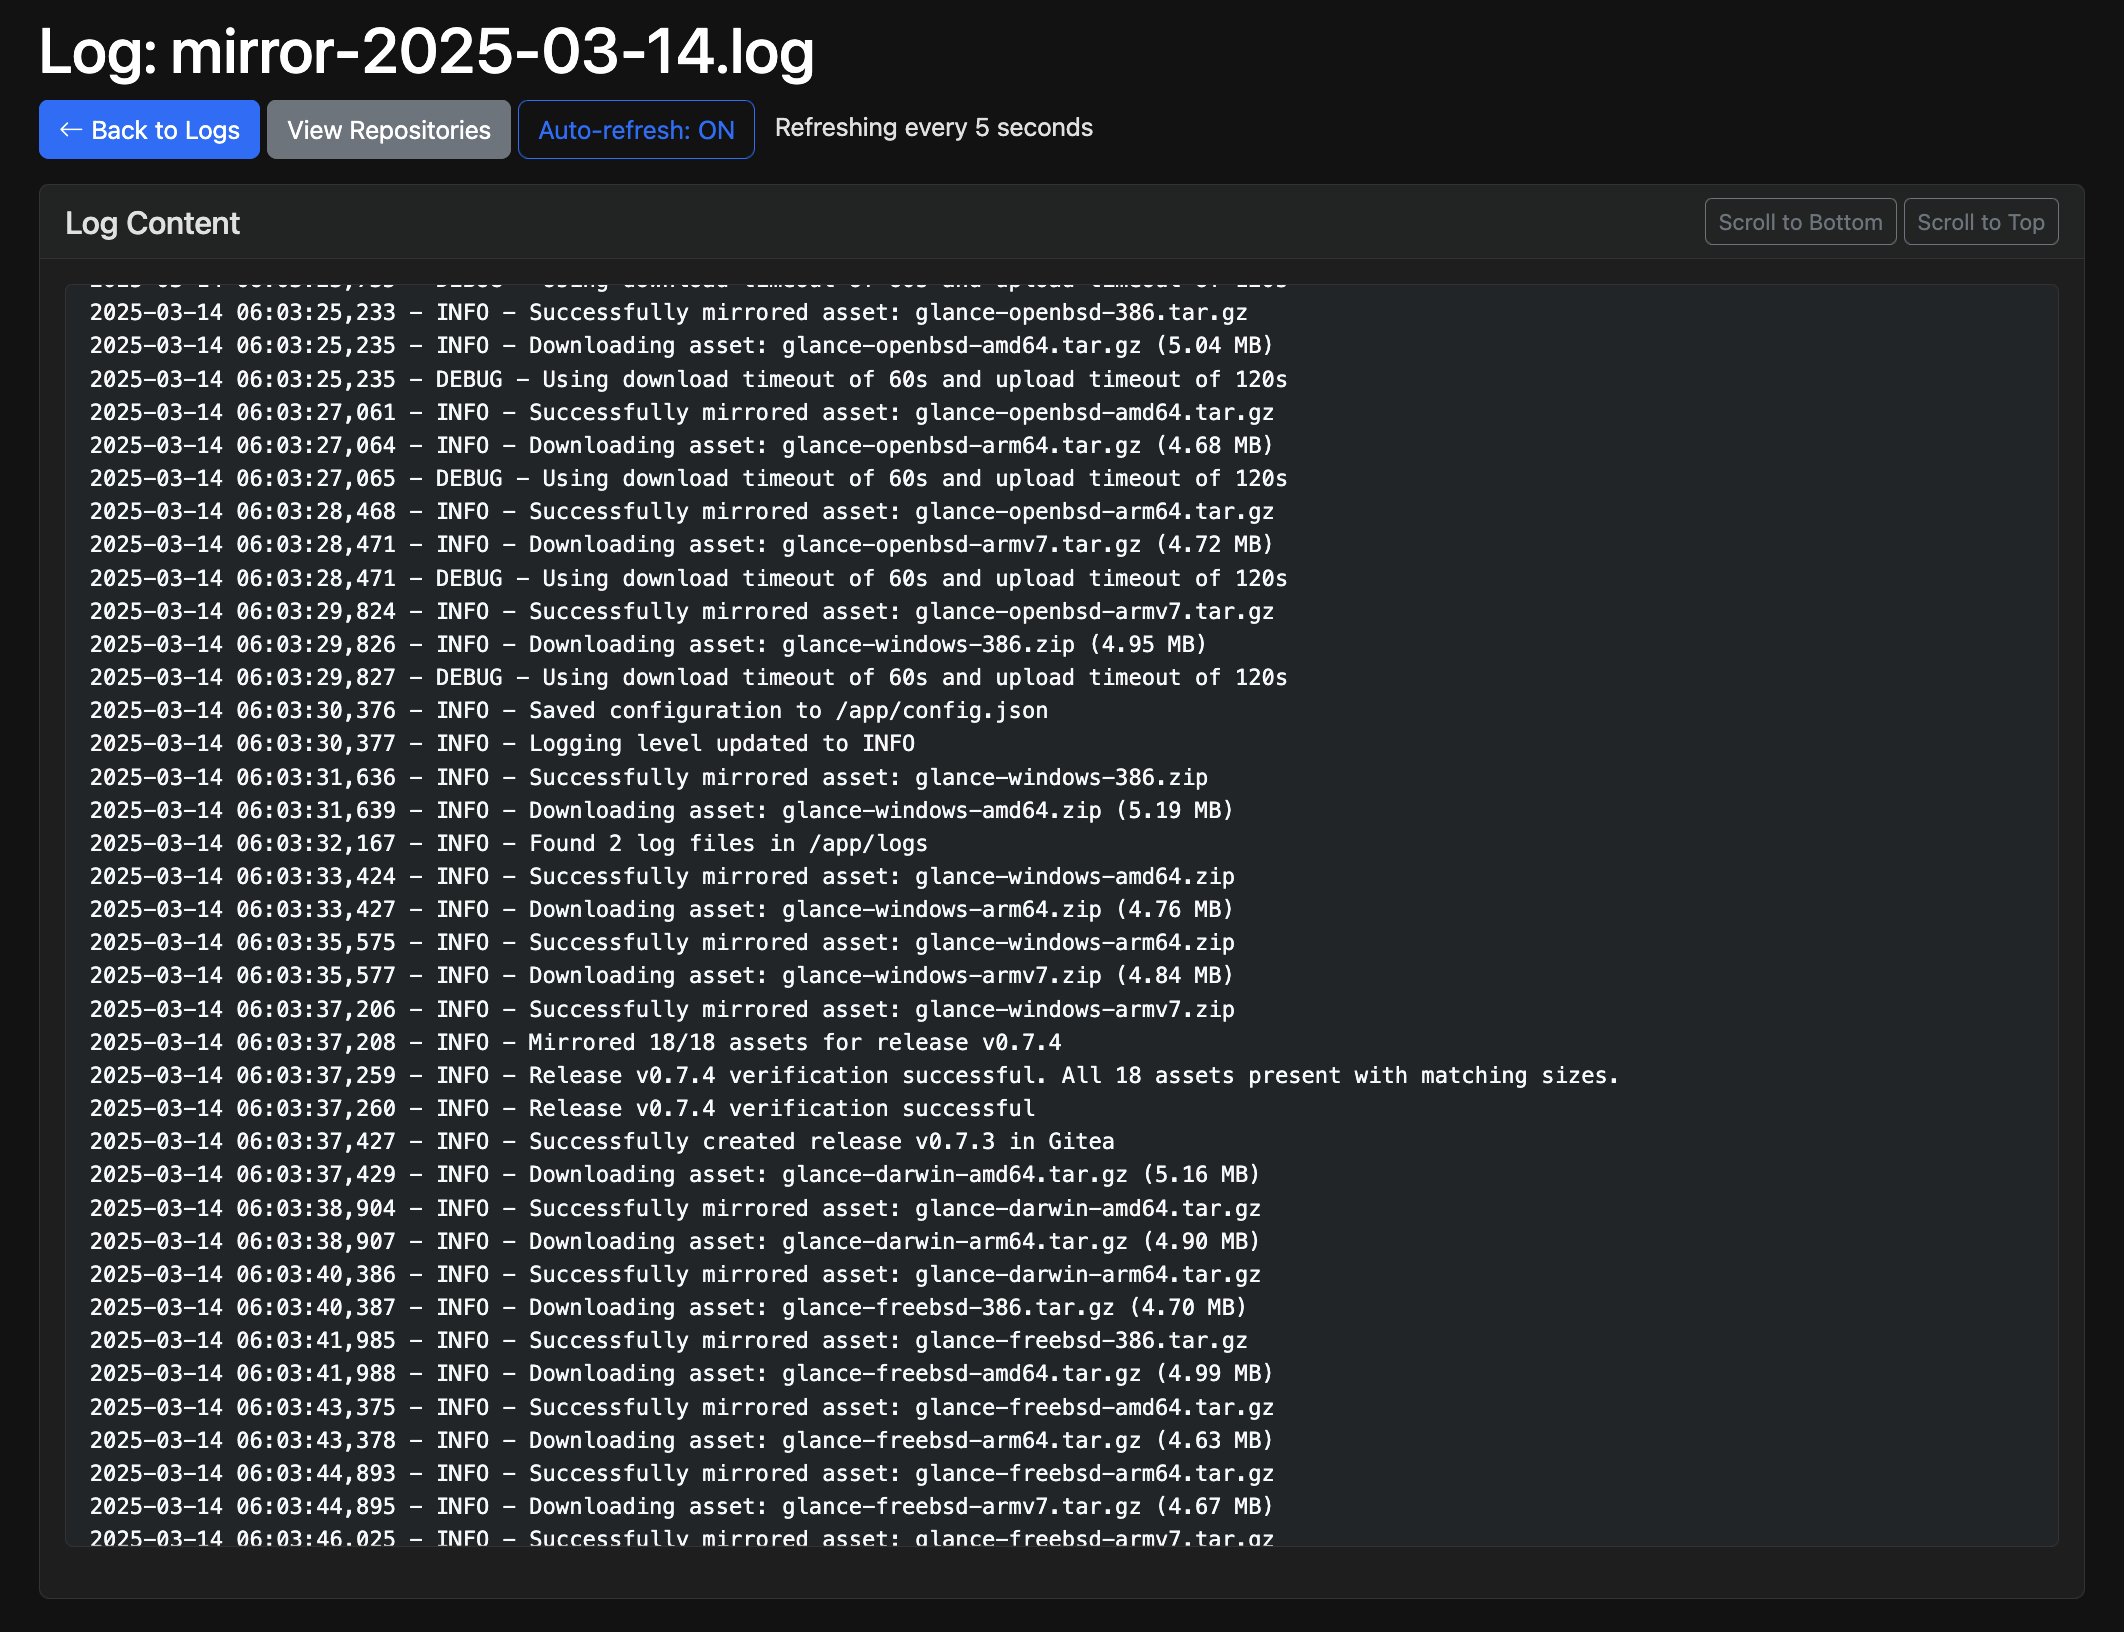 Log: mirror-2025-03-14.log
← Back to Logs View Repositories Auto-refresh: ON Refreshing every 5 seconds
Log Content Scroll to Bottom Scroll to Top
DEBUG - Using download timeout of 60s and upload timeout of 120s
2025-03-14 06:03:25,233 - INFO - Successfully mirrored asset: glance-openbsd-386.tar.gz
2025-03-14 06:03:25,235 - INFO - Downloading asset: glance-openbsd-amd64.tar.gz (5.04 MB)
2025-03-14 06:03:25,235 - DEBUG - Using download timeout of 60s and upload timeout of 120s
2025-03-14 06:03:27,061 - INFO - Successfully mirrored asset: glance-openbsd-amd64.tar.gz
2025-03-14 06:03:27,064 - INFO - Downloading asset: glance-openbsd-arm64.tar.gz (4.68 MB)
2025-03-14 06:03:27,065 - DEBUG - Using download timeout of 60s and upload timeout of 120s
2025-03-14 06:03:28,468 - INFO - Successfully mirrored asset: glance-openbsd-arm64.tar.gz
2025-03-14 06:03:28,471 - INFO - Downloading asset: glance-openbsd-armv7.tar.gz (4.72 MB)
2025-03-14 06:03:28,471 - DEBUG - Using download timeout of 60s and upload timeout of 120s
2025-03-14 06:03:29,824 - INFO - Successfully mirrored asset: glance-openbsd-armv7.tar.gz
2025-03-14 06:03:29,826 - INFO - Downloading asset: glance-windows-386.zip (4.95 MB)
2025-03-14 06:03:29,827 - DEBUG - Using download timeout of 60s and upload timeout of 120s
2025-03-14 06:03:30,376 - INFO - Saved configuration to /app/config.json
2025-03-14 06:03:30,377 - INFO - Logging level updated to INFO
2025-03-14 06:03:31,636 - INFO - Successfully mirrored asset: glance-windows-386.zip
2025-03-14 06:03:31,639 - INFO - Downloading asset: glance-windows-amd64.zip (5.19 MB)
2025-03-14 06:03:32,167 - INFO - Found 2 log files in /app/logs
2025-03-14 06:03:33,424 - INFO - Successfully mirrored asset: glance-windows-amd64.zip
2025-03-14 06:03:33,427 - INFO - Downloading asset: glance-windows-arm64.zip (4.76 MB)
2025-03-14 06:03:35,575 - INFO - Successfully mirrored asset: glance-windows-arm64.zip
2025-03-14 06:03:35,577 - INFO - Downloading asset: glance-windows-armv7.zip (4.84 MB)
2025-03-14 06:03:37,206 - INFO - Successfully mirrored asset: glance-windows-armv7.zip
2025-03-14 06:03:37,208 - INFO - Mirrored 18/18 assets for release v0.7.4
2025-03-14 06:03:37,259 - INFO - Release v0.7.4 verification successful. All 18 assets present with matching sizes.
2025-03-14 06:03:37,260 - INFO - Release v0.7.4 verification successful
2025-03-14 06:03:37,427 - INFO - Successfully created release v0.7.3 in Gitea
2025-03-14 06:03:37,429 - INFO - Downloading asset: glance-darwin-amd64.tar.gz (5.16 MB)
2025-03-14 06:03:38,904 - INFO - Successfully mirrored asset: glance-darwin-amd64.tar.gz
2025-03-14 06:03:38,907 - INFO - Downloading asset: glance-darwin-arm64.tar.gz (4.90 MB)
2025-03-14 06:03:40,386 - INFO - Successfully mirrored asset: glance-darwin-arm64.tar.gz
2025-03-14 06:03:40,387 - INFO - Downloading asset: glance-freebsd-386.tar.gz (4.70 MB)
2025-03-14 06:03:41,985 - INFO - Successfully mirrored asset: glance-freebsd-386.tar.gz
2025-03-14 06:03:41,988 - INFO - Downloading asset: glance-freebsd-amd64.tar.gz (4.99 MB)
2025-03-14 06:03:43,375 - INFO - Successfully mirrored asset: glance-freebsd-amd64.tar.gz
2025-03-14 06:03:43,378 - INFO - Downloading asset: glance-freebsd-arm64.tar.gz (4.63 MB)
2025-03-14 06:03:44,893 - INFO - Successfully mirrored asset: glance-freebsd-arm64.tar.gz
2025-03-14 06:03:44,895 - INFO - Downloading asset: glance-freebsd-armv7.tar.gz (4.67 MB)
2025-03-14 06:03:46,025 - INFO - Successfully mirrored asset: glance-freebsd-armv7.tar.gz